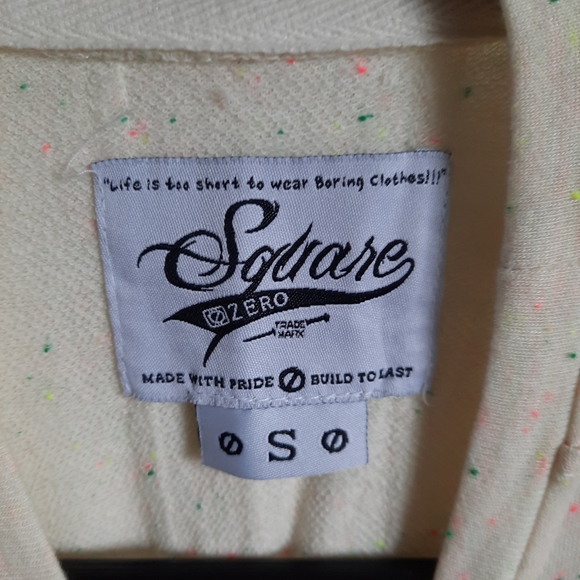 "Life is too short to wear Boring Clothes!!!"
Square
ZERO
TRADE
MARK
MADE WITH PRIDE BUILD TO LAST
S